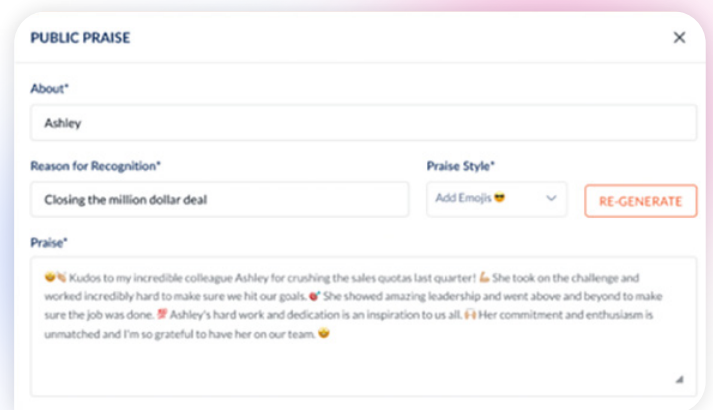 PUBLIC PRAISE
About*
Ashley
Reason for Recognition*
Praise Style*
Closing the million dollar deal
Add Emojis 😎
RE-GENERATE
Praise*
🤩👏 Kudos to my incredible colleague Ashley for crushing the sales quotas last quarter! 💪 She took on the challenge and
worked incredibly hard to make sure we hit our goals. 🎯 She showed amazing leadership and went above and beyond to make
sure the job was done. 💯 Ashley's hard work and dedication is an inspiration to us all. 🙌 Her commitment and enthusiasm is
unmatched and I'm so grateful to have her on our team. 🤩